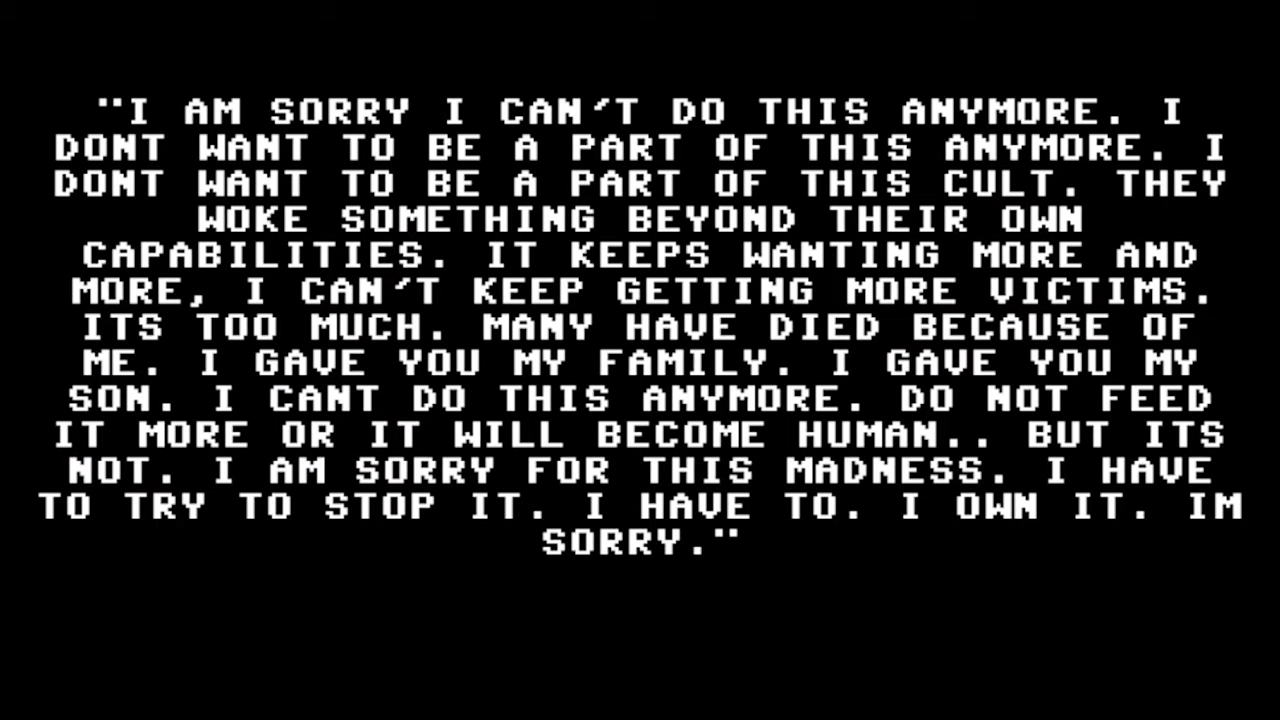 "I AM SORRY I CAN'T DO THIS ANYMORE. I
DONT WANT TO BE A PART OF THIS ANYMORE. I
DONT WANT TO BE A PART OF THIS CULT. THEY
WOKE SOMETHING BEYOND THEIR OWN
CAPABILITIES. IT KEEPS WANTING MORE AND
MORE, I CAN'T KEEP GETTING MORE VICTIMS.
ITS TOO MUCH. MANY HAVE DIED BECAUSE OF
ME. I GAVE YOU MY FAMILY. I GAVE YOU MY
SON. I CANT DO THIS ANYMORE. DO NOT FEED
IT MORE OR IT WILL BECOME HUMAN.. BUT ITS
NOT. I AM SORRY FOR THIS MADNESS. I HAVE
TO TRY TO STOP IT. I HAVE TO. I OWN IT. IM
SORRY."